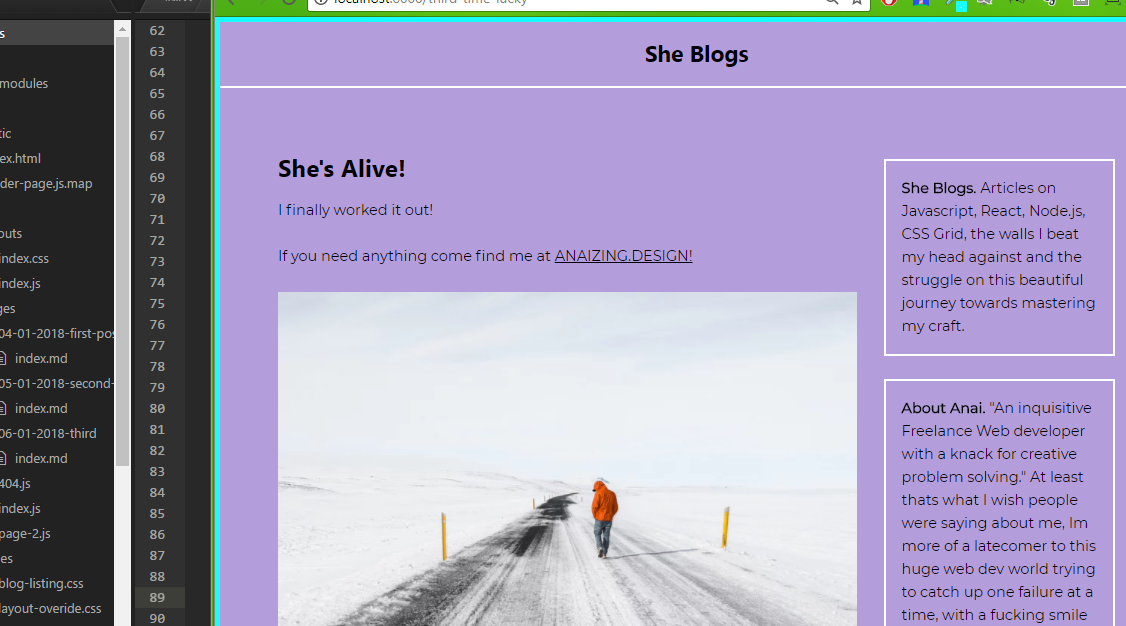 localhost:8000/third-time-lucky
s
modules
tic
ex.html
der-page.js.map
outs
index.css
index.js
ges
04-01-2018-first-pos
index.md
05-01-2018-second-
index.md
06-01-2018-third
index.md
404.js
index.js
page-2.js
es
blog-listing.css
layout-overide.css
62
63
64
65
66
67
68
69
70
71
72
73
74
75
76
77
78
79
80
81
82
83
84
85
86
87
88
89
90
She Blogs
She's Alive!
I finally worked it out!
If you need anything come find me at ANAIZING.DESIGN!
She Blogs. Articles on
Javascript, React, Node.js,
CSS Grid, the walls I beat
my head against and the
struggle on this beautiful
journey towards mastering
my craft.
About Anai. "An inquisitive
Freelance Web developer
with a knack for creative
problem solving." At least
thats what I wish people
were saying about me, Im
more of a latecomer to this
huge web dev world trying
to catch up one failure at a
time, with a fucking smile